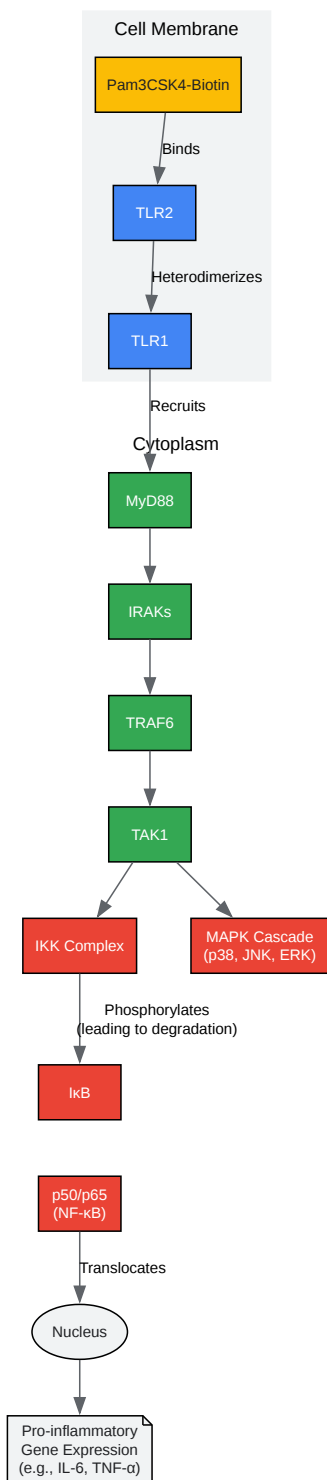 Cell Membrane
Pam3CSK4-Biotin
Binds
TLR2
Heterodimerizes
TLR1
Recruits
Cytoplasm
MyD88
IRAKs
TRAF6
TAK1
IKK Complex
MAPK Cascade
(p38, JNK, ERK)
Phosphorylates
(leading to degradation)
IκB
p50/p65
(NF-κB)
Translocates
Nucleus
Pro-inflammatory
Gene Expression
(e.g., IL-6, TNF-α)